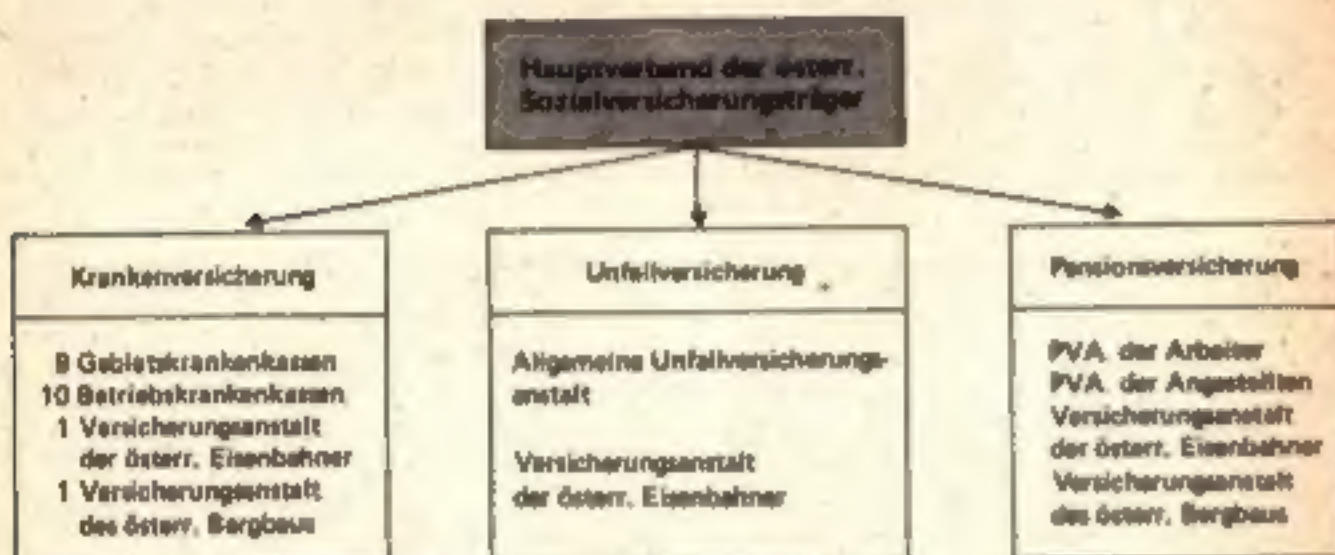 Hauptverband der österr.
Sozialversicherungsträger
Krankenversicherung
9 Gebietskrankenkassen
10 Betriebskrankenkassen
1 Versicherungsanstalt
der österr. Eisenbahner
1 Versicherungsanstalt
des österr. Bergbaus
Unfallversicherung
Allgemeine Unfallversicherungs-
anstalt
Versicherungsanstalt
der österr. Eisenbahner
Pensionsversicherung
PVA. der Arbeiter
PVA. der Angestellten
Versicherungsanstalt
der österr. Eisenbahner
Versicherungsanstalt
des österr. Bergbaus